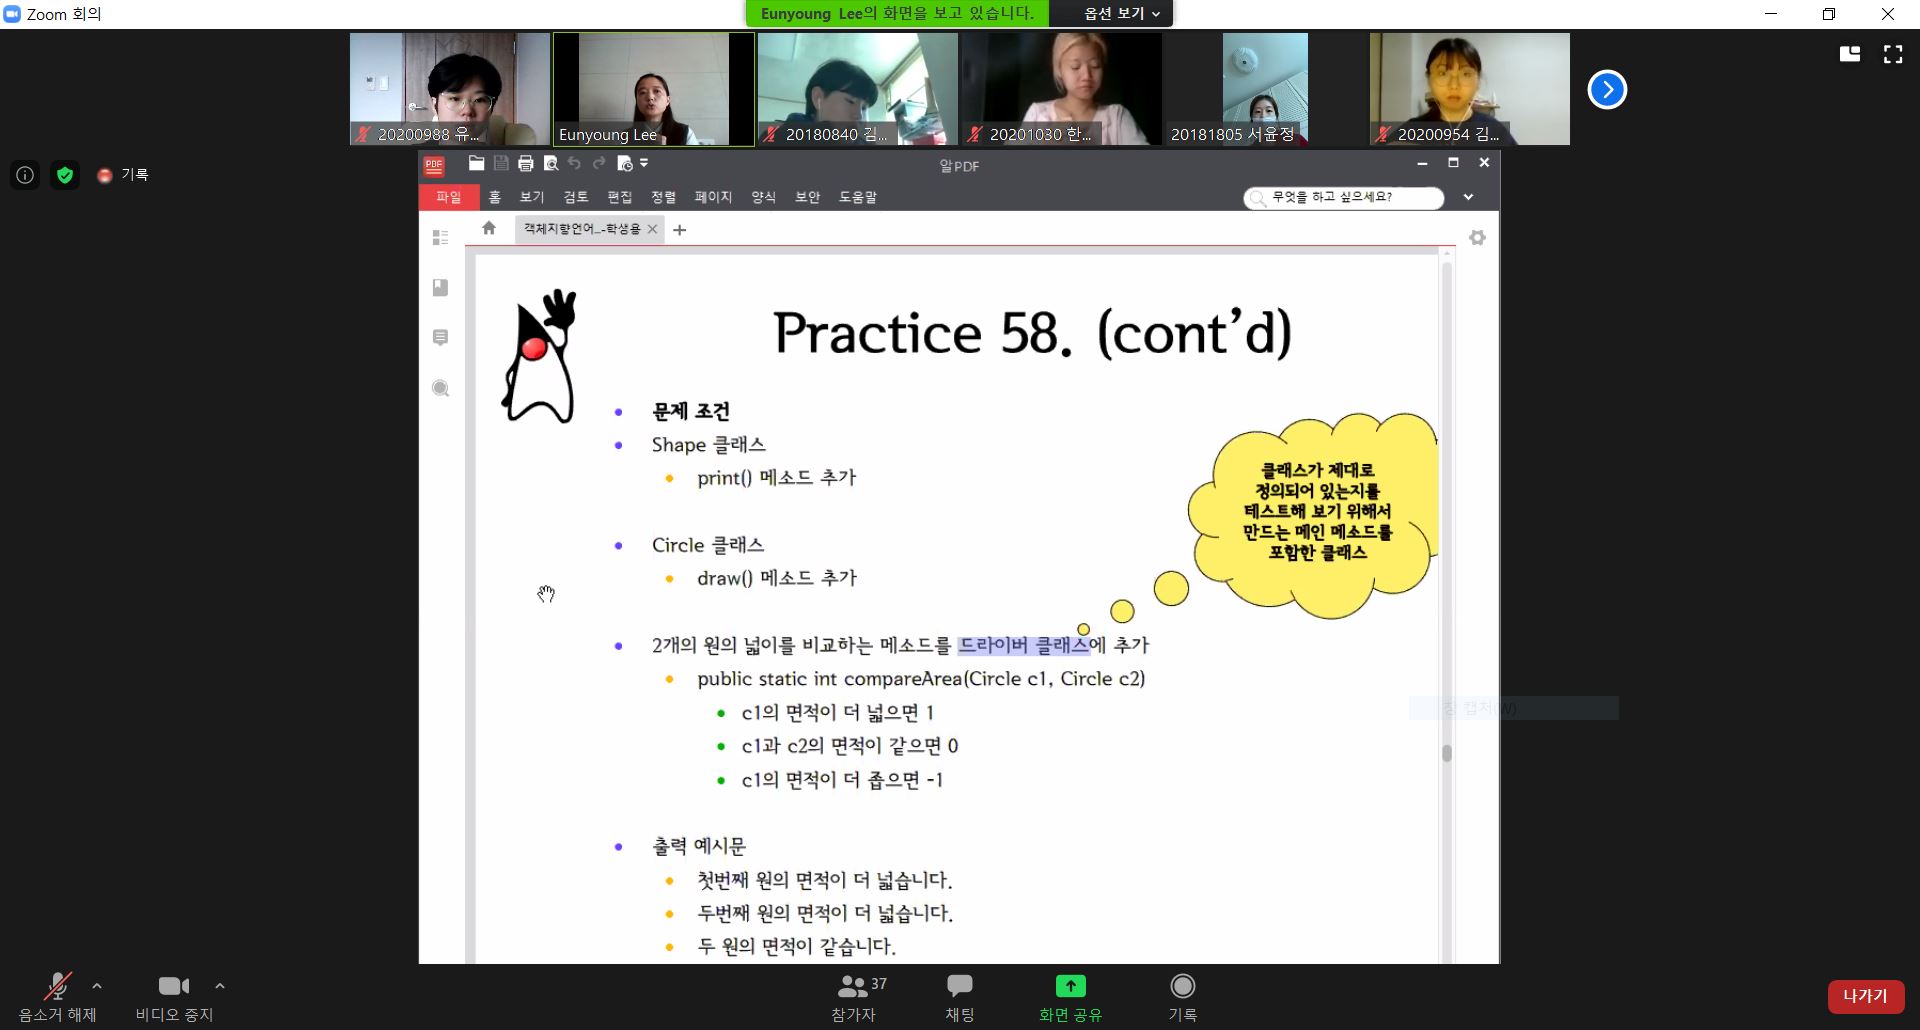 Zoom 회의
Eunyoung Lee의 화면을 보고 있습니다.
옵션 보기
20200988 유...
Eunyoung Lee
20180840 김...
20201030 한...
20181805 서윤정
20200954 김...
기록
PDF
알PDF
파일 홈 보기 검토 편집 정렬 페이지 양식 보안 도움말
무엇을 하고 싶으세요?
객체지향언어...-학생용
Practice 58. (cont'd)
문제 조건
Shape 클래스
print() 메소드 추가
Circle 클래스
draw() 메소드 추가
클래스가 제대로
정의되어 있는지를
테스트해 보기 위해서
만드는 메인 메소드를
포함한 클래스
2개의 원의 넓이를 비교하는 메소드를 드라이버 클래스에 추가
public static int compareArea(Circle c1, Circle c2)
c1의 면적이 더 넓으면 1
c1과 c2의 면적이 같으면 0
c1의 면적이 더 좁으면 -1
창 캡처(W)
출력 예시문
첫번째 원의 면적이 더 넓습니다.
두번째 원의 면적이 더 넓습니다.
두 원의 면적이 같습니다.
음소거 해제
비디오 중지
37
참가자
채팅
화면 공유
기록
나가기